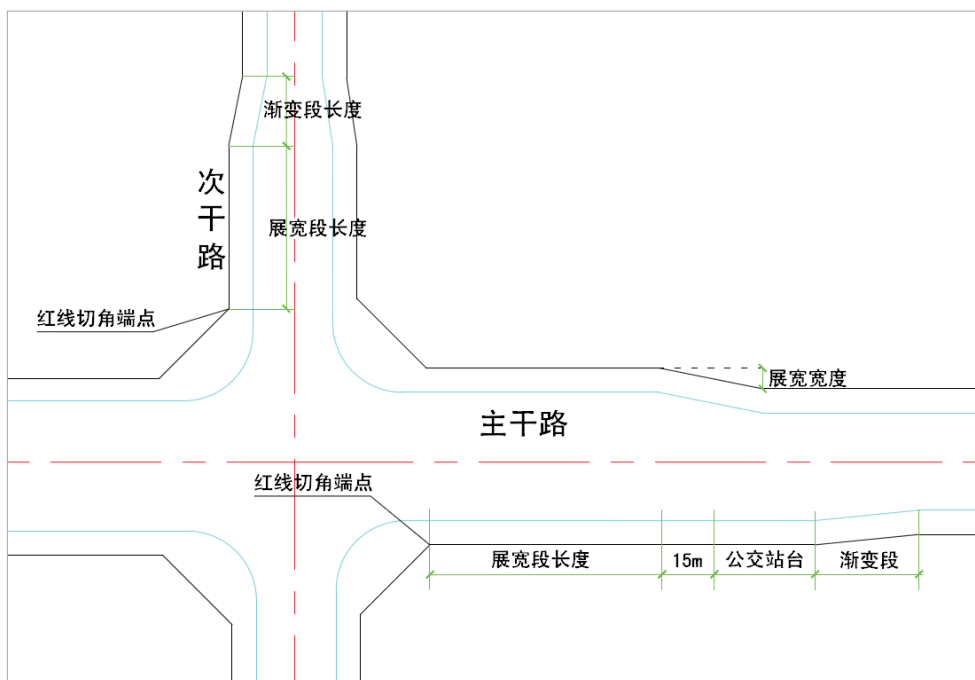 渐变段长度
次干路
展宽段长度
红线切角端点
展宽宽度
主干路
红线切角端点
展宽段长度
15m
公交站台
渐变段